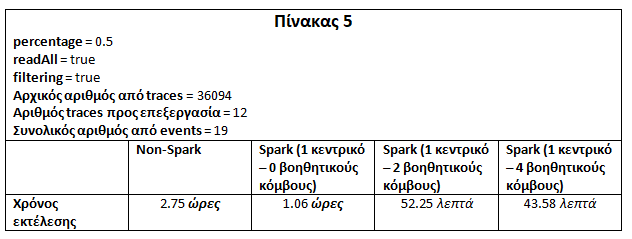 Πίνακας 5
percentage = 0.5
readAll = true
filtering = true
Αρχικός αριθμός από traces = 36094
Αριθμός traces προς επεξεργασία = 12
Συνολικός αριθμός από events = 19
Non-Spark
Spark (1 κεντρικό – 0 βοηθητικούς κόμβους)
Spark (1 κεντρικό – 2 βοηθητικούς κόμβους)
Spark (1 κεντρικό – 4 βοηθητικούς κόμβους)
Χρόνος εκτέλεσης
2.75 ώρες
1.06 ώρες
52.25 λεπτά
43.58 λεπτά